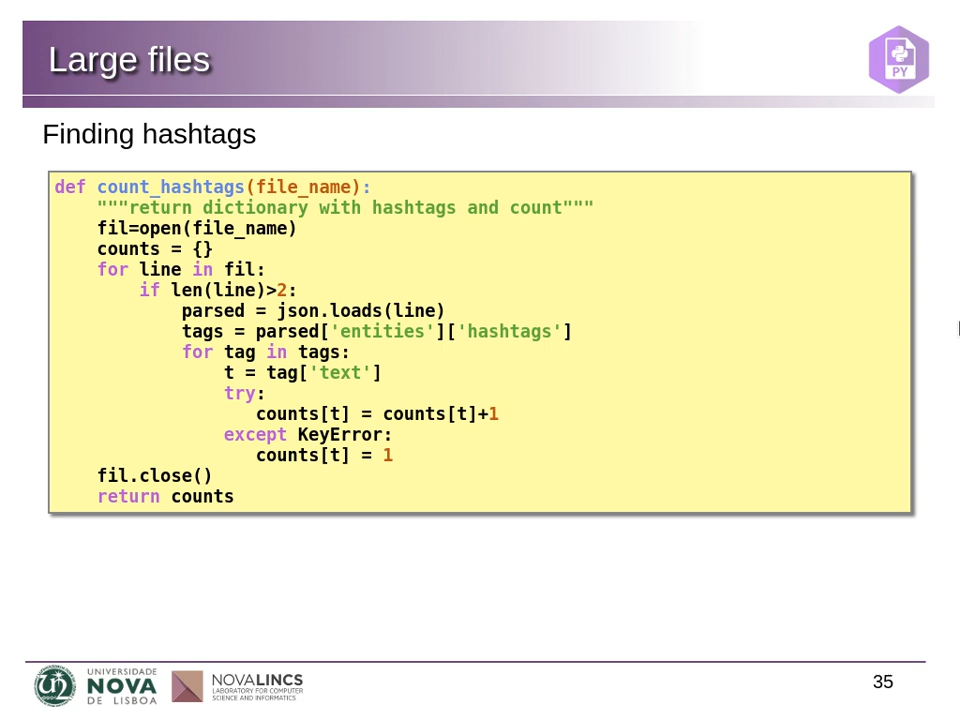 Large files
PY
Finding hashtags
def count_hashtags(file_name):
    """return dictionary with hashtags and count"""
    fil=open(file_name)
    counts = {}
    for line in fil:
        if len(line)>2:
            parsed = json.loads(line)
            tags = parsed['entities']['hashtags']
            for tag in tags:
                t = tag['text']
                try:
                   counts[t] = counts[t]+1
                except KeyError:
                   counts[t] = 1
    fil.close()
    return counts
UNIVERSIDADE
NOVA
DE LISBOA
NOVALINCS
LABORATORY FOR COMPUTER
SCIENCE AND INFORMATICS
35